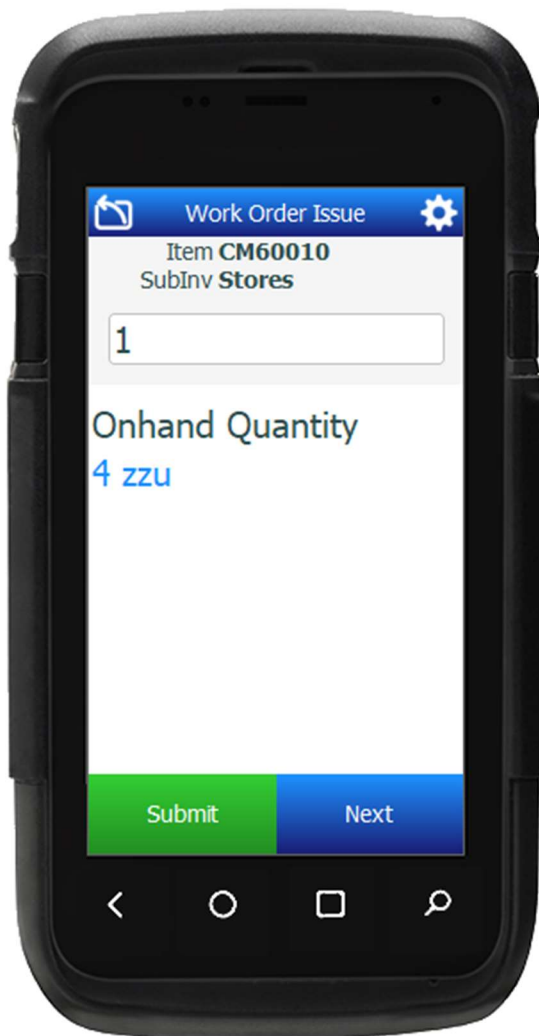 Work Order Issue
Item CM60010
SubInv Stores
1
Onhand Quantity
4 zzu
Submit
Next